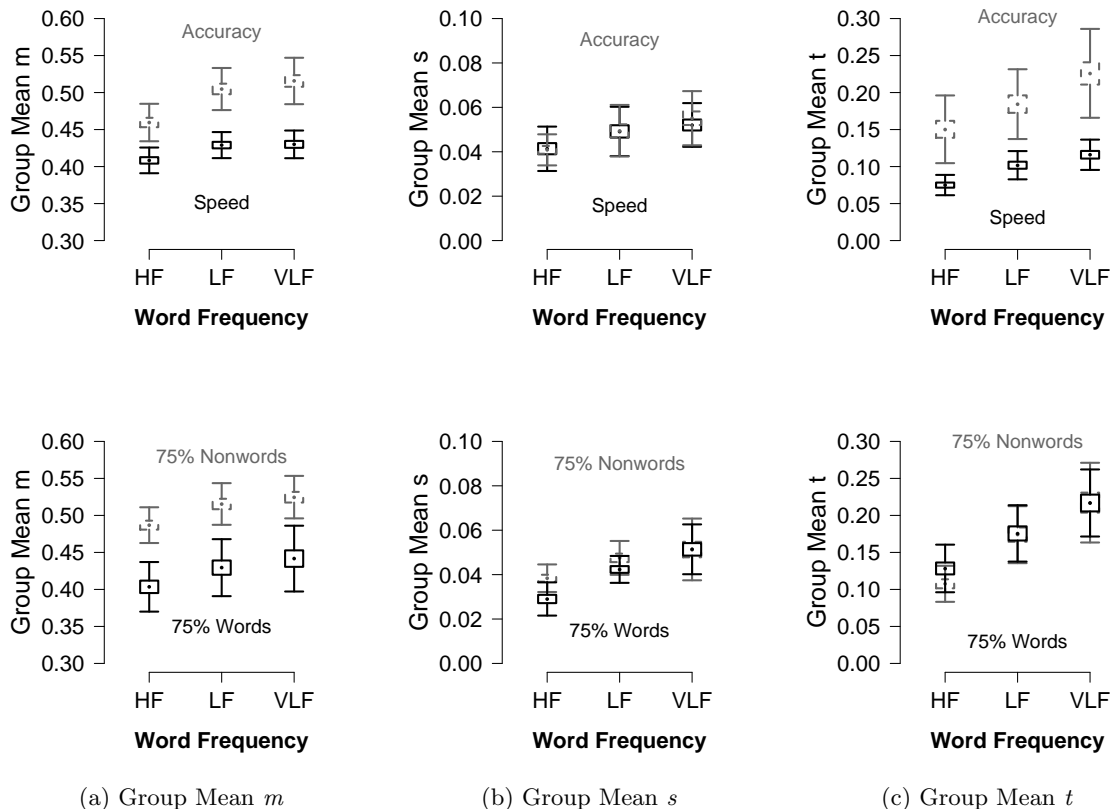 Group Mean m
0.60
0.55
0.50
0.45
0.40
0.35
0.30
Accuracy
Speed
HF LF VLF
Word Frequency
Group Mean s
0.10
0.08
0.06
0.04
0.02
0.00
Accuracy
Speed
HF LF VLF
Word Frequency
Group Mean t
0.30
0.25
0.20
0.15
0.10
0.05
0.00
Accuracy
Speed
HF LF VLF
Word Frequency
Group Mean m
0.60
0.55
0.50
0.45
0.40
0.35
0.30
75% Nonwords
75% Words
HF LF VLF
Word Frequency
Group Mean s
0.10
0.08
0.06
0.04
0.02
0.00
75% Nonwords
75% Words
HF LF VLF
Word Frequency
Group Mean t
0.30
0.25
0.20
0.15
0.10
0.05
0.00
75% Nonwords
75% Words
HF LF VLF
Word Frequency
(a) Group Mean m
(b) Group Mean s
(c) Group Mean t